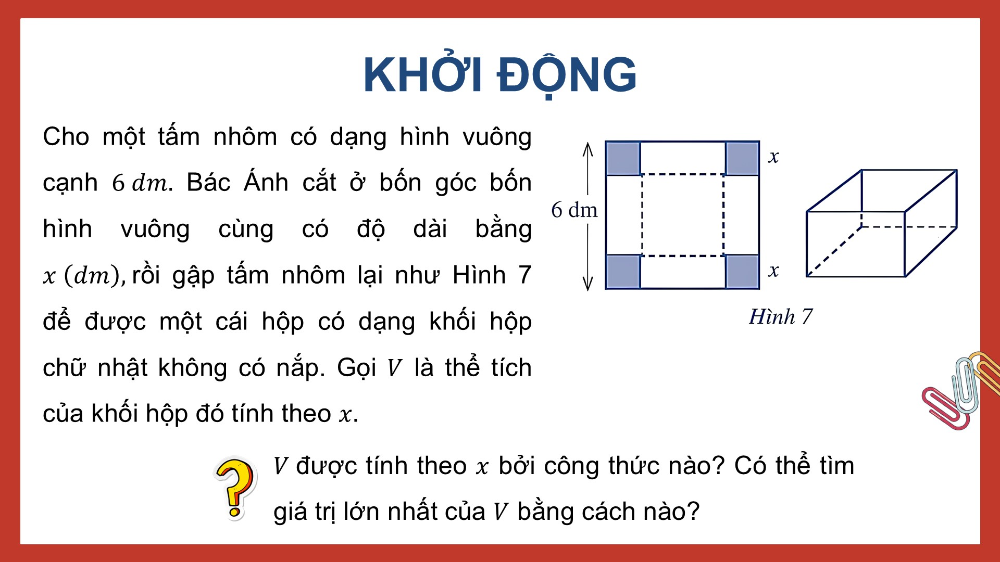 KHỞI ĐỘNG
Cho một tấm nhôm có dạng hình vuông
cạnh 6 dm. Bác Ánh cắt ở bốn góc bốn
hình vuông cùng có độ dài bằng
x (dm), rồi gập tấm nhôm lại như Hình 7
để được một cái hộp có dạng khối hộp
chữ nhật không có nắp. Gọi V là thể tích
của khối hộp đó tính theo x.
x
6 dm
x
Hình 7
V được tính theo x bởi công thức nào? Có thể tìm
giá trị lớn nhất của V bằng cách nào?